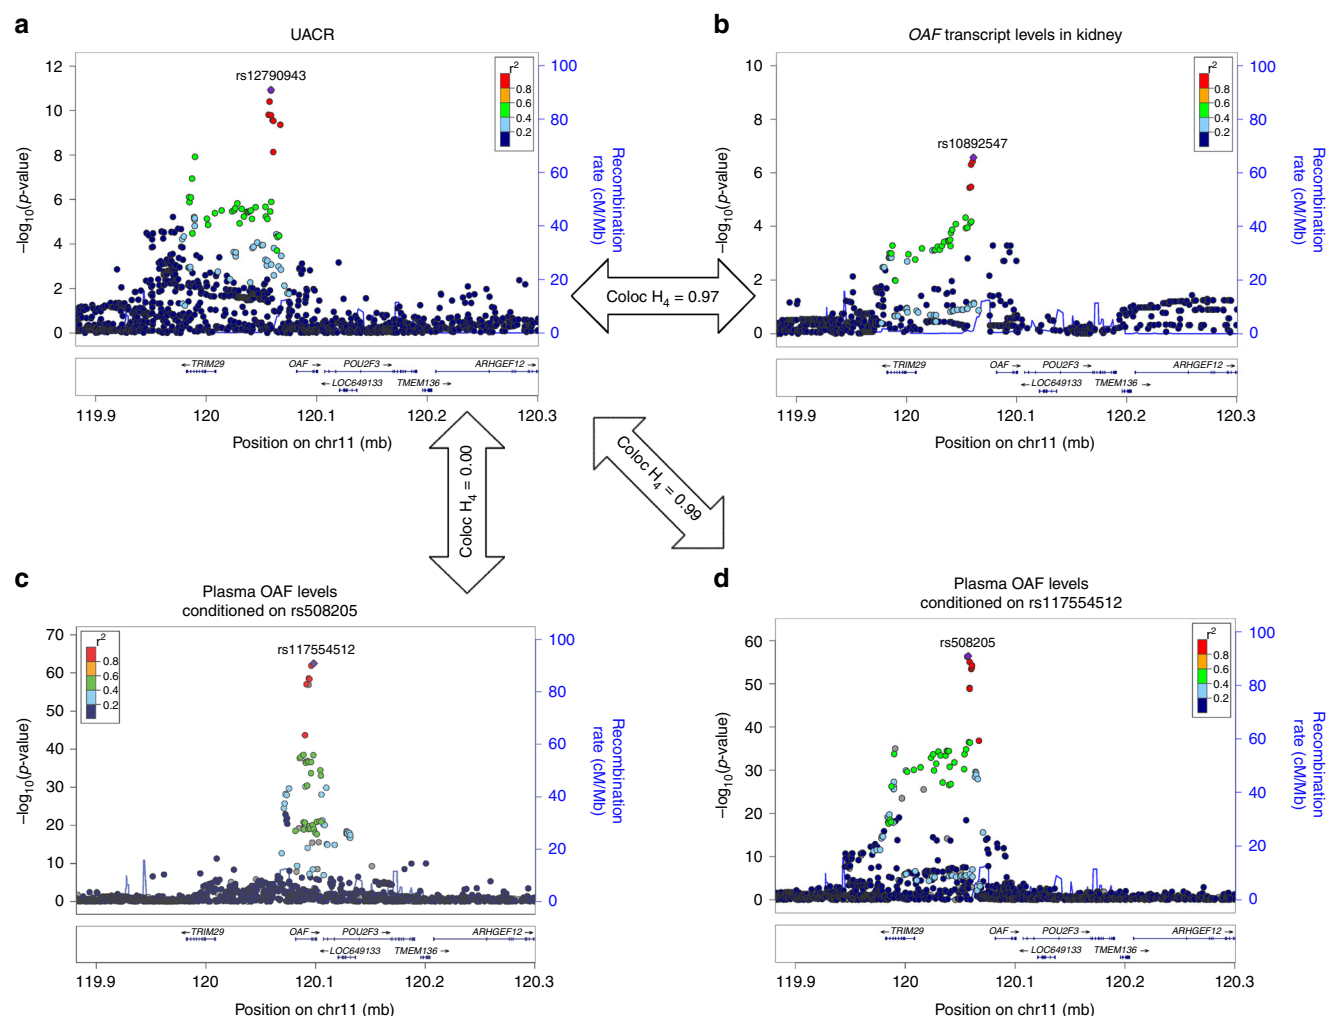 a
UACR
rs12790943
12
10
8
6
4
2
0
–log10(p-value)
100
80
60
40
20
0
Recombination
rate (cM/Mb)
r2
0.8
0.6
0.4
0.2
TRIM29
OAF
POU2F3
ARHGEF12
LOC649133
TMEM136
119.9
120
120.1
120.2
120.3
Position on chr11 (mb)
b
OAF transcript levels in kidney
rs10892547
10
8
6
4
2
0
–log10(p-value)
100
80
60
40
20
0
Recombination
rate (cM/Mb)
r2
0.8
0.6
0.4
0.2
TRIM29
OAF
POU2F3
ARHGEF12
LOC649133
TMEM136
119.9
120
120.1
120.2
120.3
Position on chr11 (mb)
Coloc H4 = 0.97
Coloc H4 = 0.00
Coloc H4 = 0.99
c
Plasma OAF levels
conditioned on rs508205
rs117554512
70
60
50
40
30
20
10
0
–log10(p-value)
100
80
60
40
20
0
Recombination
rate (cM/Mb)
r2
0.8
0.6
0.4
0.2
TRIM29
OAF
POU2F3
ARHGEF12
LOC649133
TMEM136
119.9
120
120.1
120.2
120.3
Position on chr11 (mb)
d
Plasma OAF levels
conditioned on rs117554512
rs508205
60
50
40
30
20
10
0
–log10(p-value)
100
80
60
40
20
0
Recombination
rate (cM/Mb)
r2
0.8
0.6
0.4
0.2
TRIM29
OAF
POU2F3
ARHGEF12
LOC649133
TMEM136
119.9
120
120.1
120.2
120.3
Position on chr11 (mb)